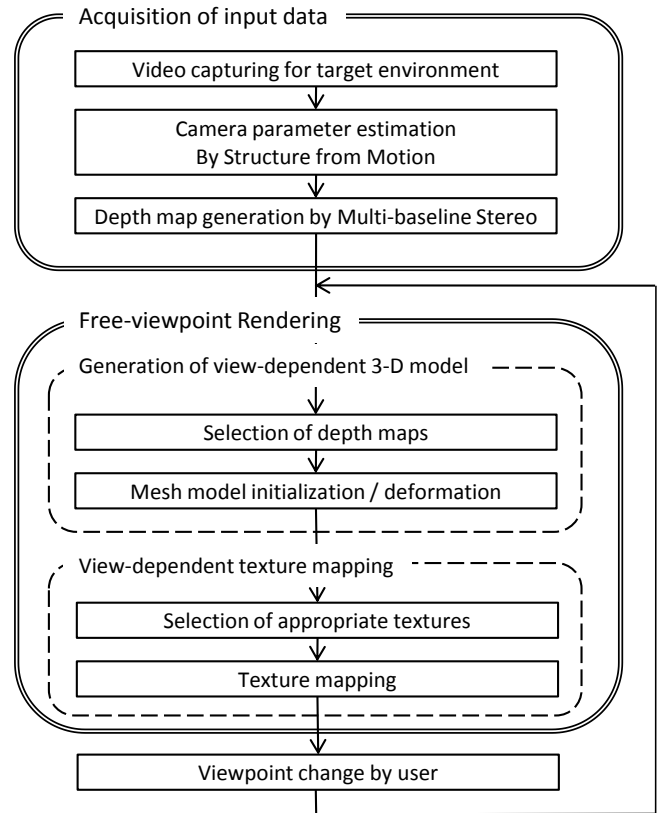 Acquisition of input data
Video capturing for target environment
Camera parameter estimation
By Structure from Motion
Depth map generation by Multi-baseline Stereo
Free-viewpoint Rendering
Generation of view-dependent 3-D model
Selection of depth maps
Mesh model initialization / deformation
View-dependent texture mapping
Selection of appropriate textures
Texture mapping
Viewpoint change by user